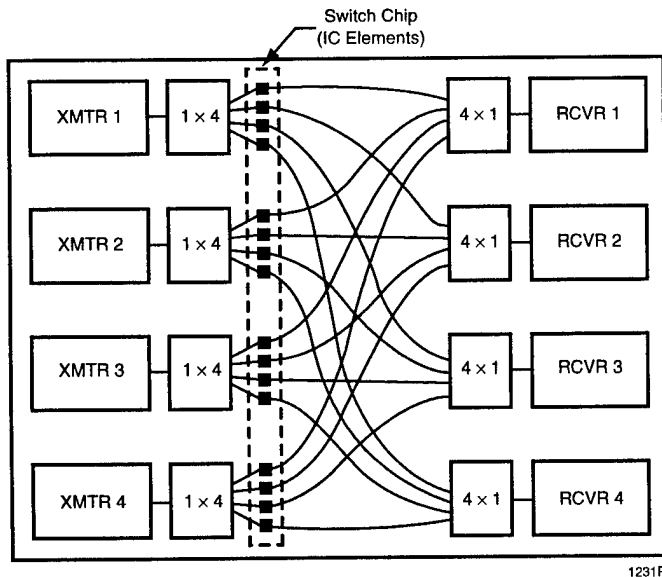 Switch Chip
(IC Elements)
XMTR 1
1 × 4
4 × 1
RCVR 1
XMTR 2
1 × 4
4 × 1
RCVR 2
XMTR 3
1 × 4
4 × 1
RCVR 3
XMTR 4
1 × 4
4 × 1
RCVR 4